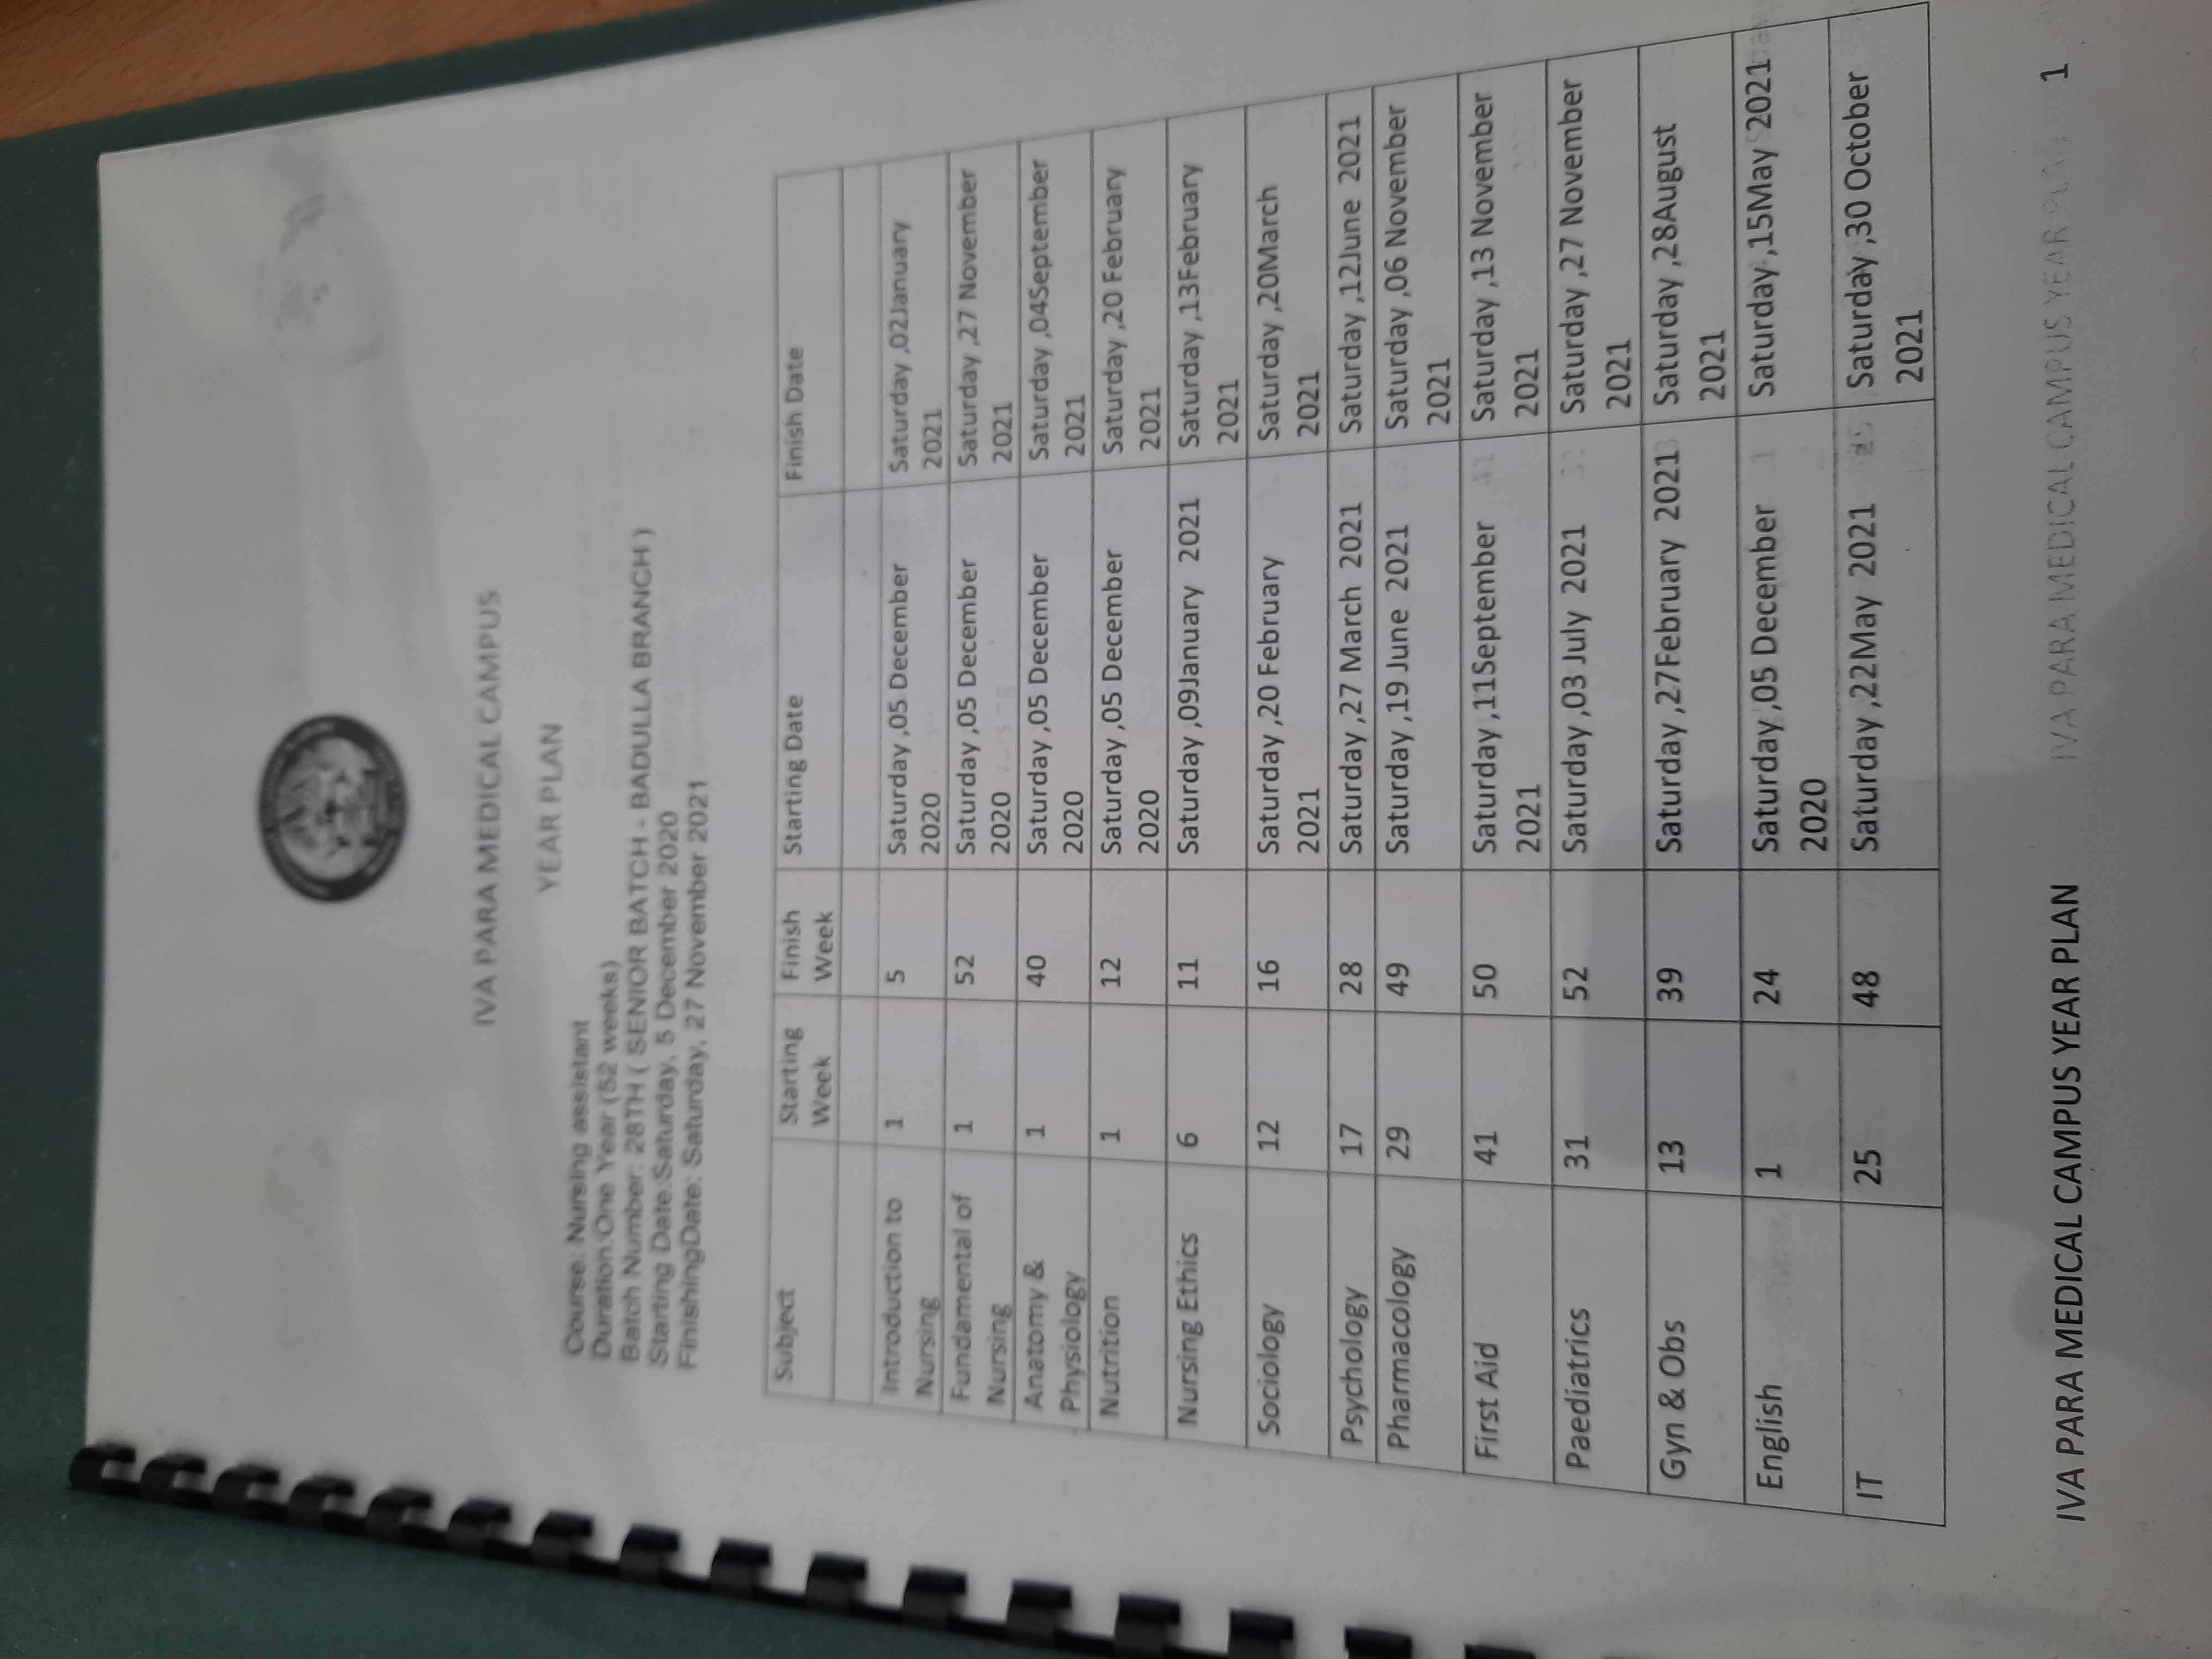 IVA
IVA PARA MEDICAL CAMPUS
YEAR PLAN
Course: Nursing assistant
Duration:One Year (52 weeks)
Batch Number: 28TH ( SENIOR BATCH - BADULLA BRANCH )
Starting Date:Saturday, 5 December 2020
FinishingDate: Saturday, 27 November 2021
Subject Starting Week Finish Week Starting Date Finish Date
Introduction to Nursing 1 5 Saturday ,05 December 2020 Saturday ,02January 2021
Fundamental of Nursing 1 52 Saturday ,05 December 2020 Saturday ,27 November 2021
Anatomy & Physiology 1 40 Saturday ,05 December 2020 Saturday ,04September 2021
Nutrition 1 12 Saturday ,05 December 2020 Saturday ,20 February 2021
Nursing Ethics 6 11 Saturday ,09January 2021 Saturday ,13February 2021
Sociology 12 16 Saturday ,20 February 2021 Saturday ,20March 2021
Psychology 17 28 Saturday ,27 March 2021 Saturday ,12June 2021
Pharmacology 29 49 Saturday ,19 June 2021 Saturday ,06 November 2021
First Aid 41 50 Saturday ,11September 2021 Saturday ,13 November 2021
Paediatrics 31 52 Saturday ,03 July 2021 Saturday ,27 November 2021
Gyn & Obs 13 39 Saturday ,27February 2021 Saturday ,28August 2021
English 1 24 Saturday ,05 December 2020 Saturday ,15May 2021
IT 25 48 Saturday ,22May 2021 Saturday ,30 October 2021
IVA PARA MEDICAL CAMPUS YEAR PLAN IVA PARA MEDICAL CAMPUS YEAR PLAN 1